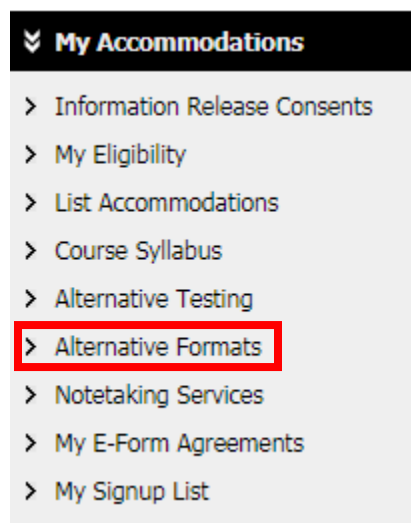 My Accommodations
Information Release Consents
My Eligibility
List Accommodations
Course Syllabus
Alternative Testing
Alternative Formats
Notetaking Services
My E-Form Agreements
My Signup List